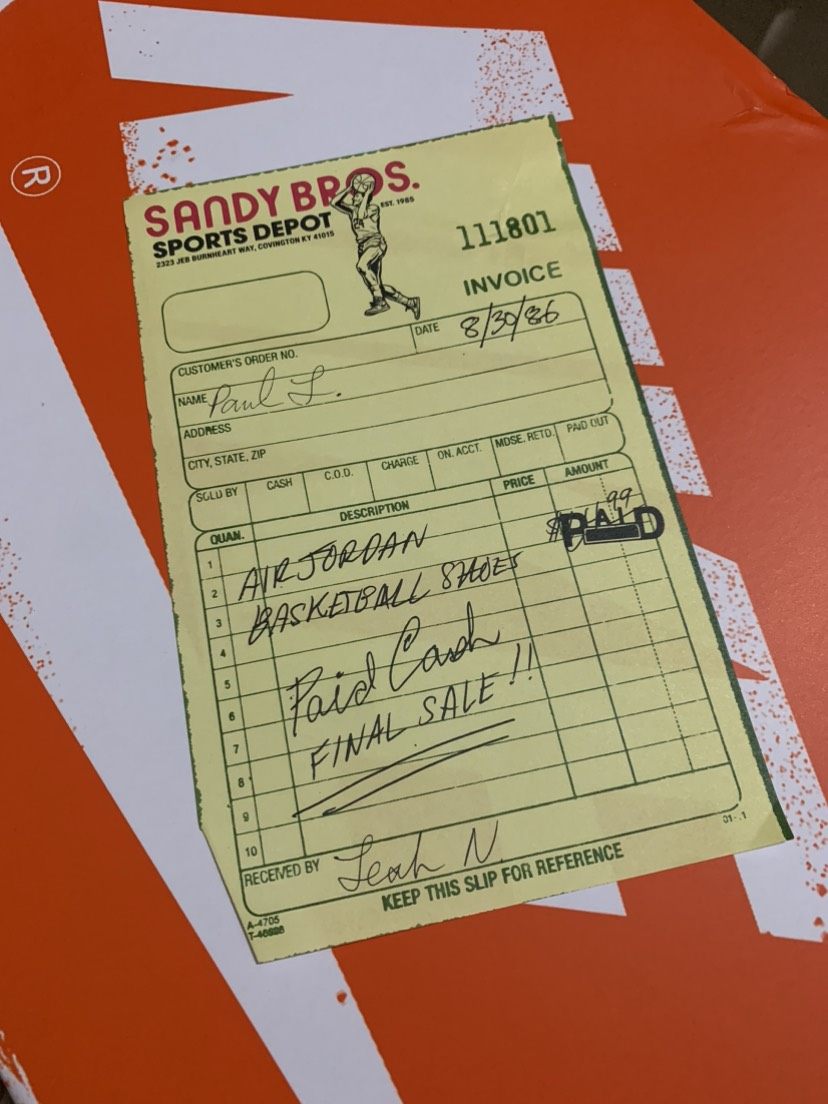 ®
SANDY BROS.
EST. 1985
SPORTS DEPOT
2323 JEB BURNHEART WAY, COVINGTON KY 41015
111801
INVOICE
CUSTOMER'S ORDER NO.
DATE 8/30/86
NAME Paul L.
ADDRESS
CITY, STATE, ZIP
SOLD BY CASH C.O.D. CHARGE ON. ACCT. MDSE. RETD. PAID OUT
QUAN. DESCRIPTION PRICE AMOUNT
1 99
2 AIR JORDAN PAID
3 BASKETBALL SHOES
4
5 Paid Cash
6
7 FINAL SALE!!
8
9
10
RECEIVED BY Leah N.
KEEP THIS SLIP FOR REFERENCE
A-4705